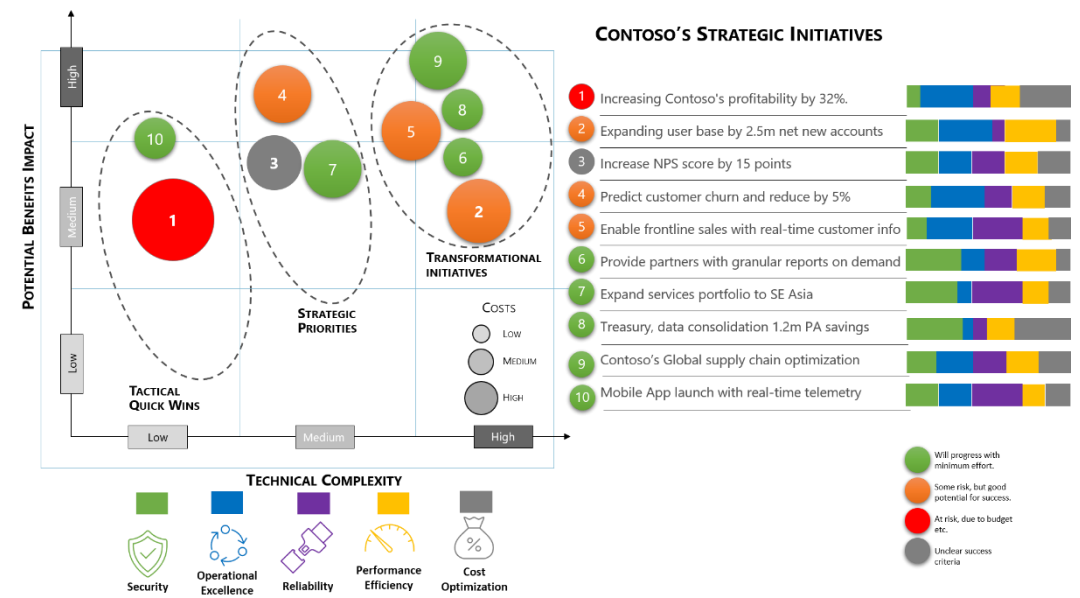 CONTOSO'S STRATEGIC INITIATIVES
POTENTIAL BENEFITS IMPACT
High
Medium
Low
9
4
8
5
10
6
3
7
1
2
TRANSFORMATIONAL
INITIATIVES
STRATEGIC
PRIORITIES
TACTICAL
QUICK WINS
COSTS
LOW
MEDIUM
HIGH
Low
Medium
High
TECHNICAL COMPLEXITY
1 Increasing Contoso's profitability by 32%.
2 Expanding user base by 2.5m net new accounts
3 Increase NPS score by 15 points
4 Predict customer churn and reduce by 5%
5 Enable frontline sales with real-time customer info
6 Provide partners with granular reports on demand
7 Expand services portfolio to SE Asia
8 Treasury, data consolidation 1.2m PA savings
9 Contoso's Global supply chain optimization
10 Mobile App launch with real-time telemetry
Will progress with
minimum effort.
Some risk, but good
potential for success.
At risk, due to budget
etc.
Unclear success
criteria
Security
Operational
Excellence
Reliability
Performance
Efficiency
%
Cost
Optimization